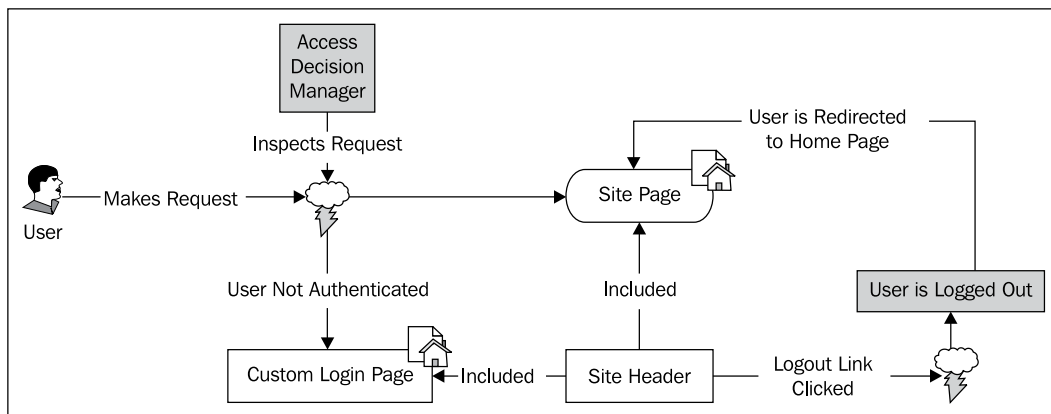 Access
Decision
Manager
Inspects Request
User is Redirected
to Home Page
Makes Request
Site Page
User
User Not Authenticated
Included
User is Logged Out
Custom Login Page
Included
Site Header
Logout Link
Clicked